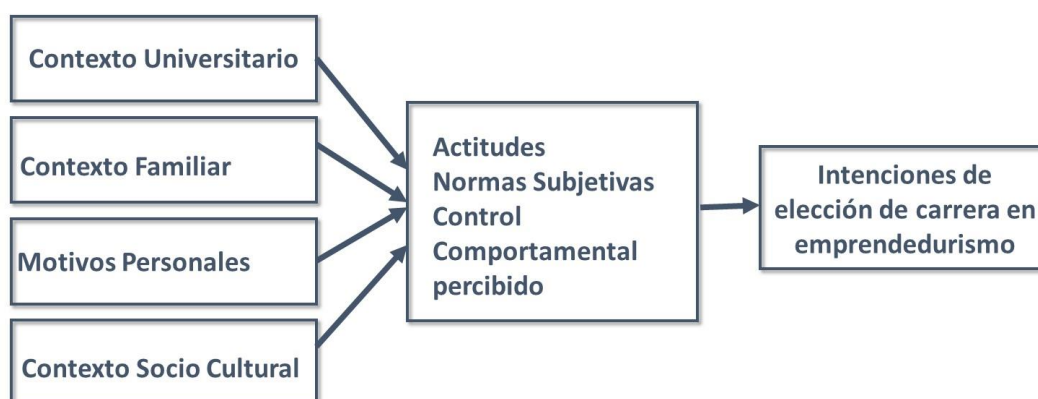 Contexto Universitario
Contexto Familiar
Motivos Personales
Contexto Socio Cultural
Actitudes
Normas Subjetivas
Control
Comportamental
percibido
Intenciones de
elección de carrera en
emprendedurismo